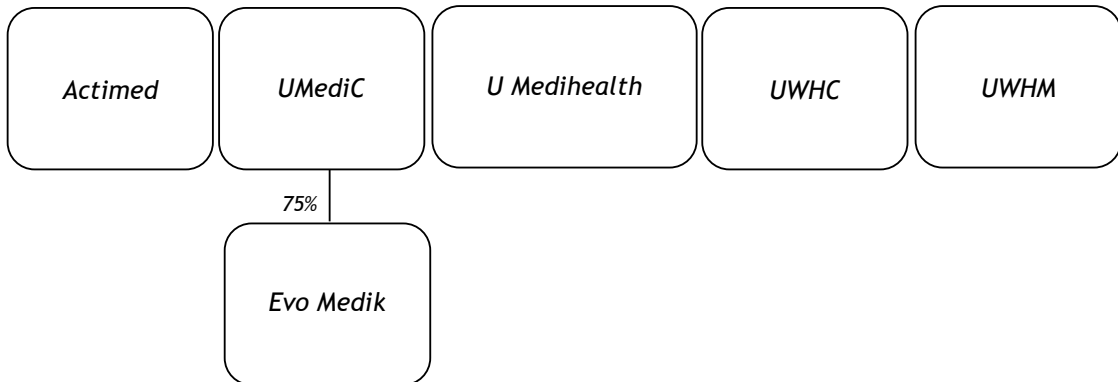 Actimed
UMediC
U Medihealth
UWHC
UWHM
75%
Evo Medik